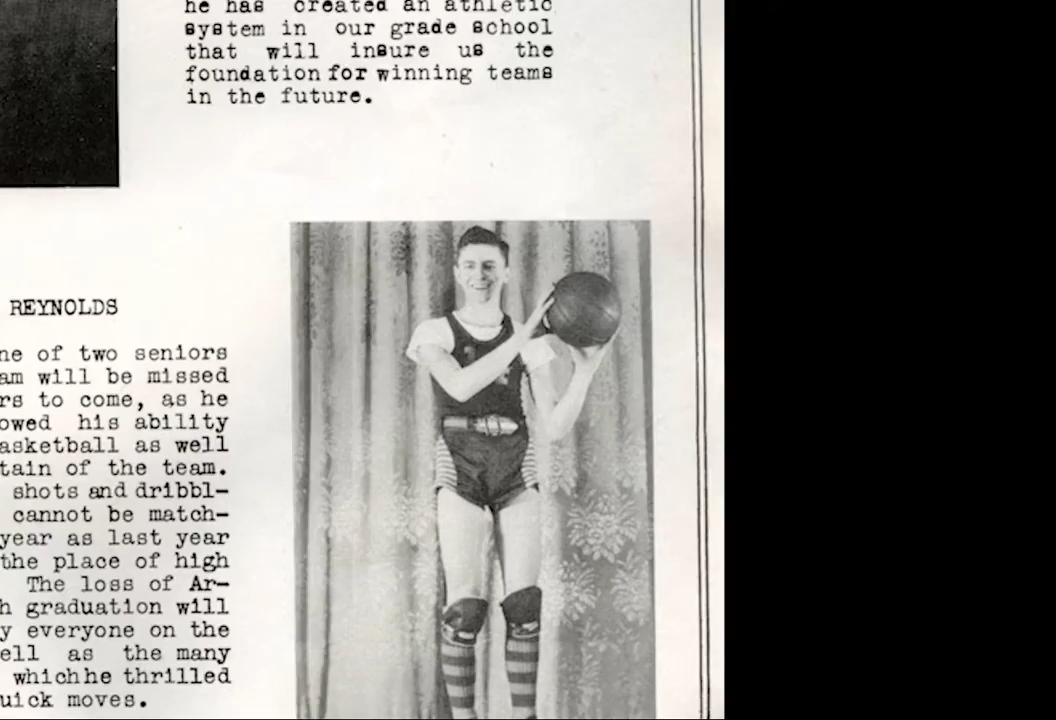 he has created an athletic
system in our grade school
that will insure us the
foundation for winning teams
in the future.
REYNOLDS
ne of two seniors
am will be missed
rs to come, as he
owed his ability
asketball as well
tain of the team.
shots and dribbl-
cannot be match-
year as last year
the place of high
The loss of Ar-
h graduation will
y everyone on the
ell as the many
which he thrilled
uick moves.